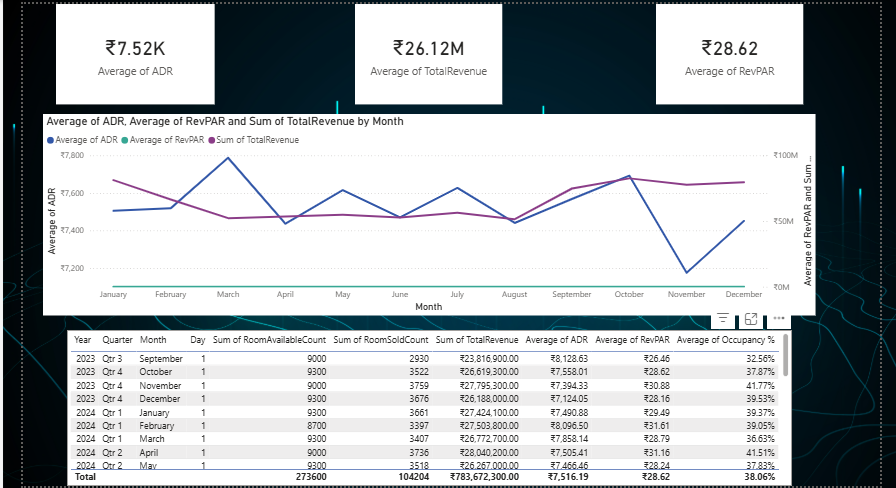 ₹7.52K
Average of ADR
₹26.12M
Average of TotalRevenue
₹28.62
Average of RevPAR
Average of ADR, Average of RevPAR and Sum of TotalRevenue by Month
Average of ADR Average of RevPAR Sum of TotalRevenue
₹7,800
₹7,600
₹7,400
₹7,200
Average of ADR
₹100M
₹50M
₹0M
Average of RevPAR and Sum ...
January February March April May June July August September October November December
Month
Year Quarter Month Day Sum of RoomAvailableCount Sum of RoomSoldCount Sum of TotalRevenue Average of ADR Average of RevPAR Average of Occupancy %
2023 Qtr 3 September 1 9000 2930 ₹23,816,900.00 ₹8,128.63 ₹26.46 32.56%
2023 Qtr 4 October 1 9300 3522 ₹26,619,300.00 ₹7,558.01 ₹28.62 37.87%
2023 Qtr 4 November 1 9000 3759 ₹27,795,300.00 ₹7,394.33 ₹30.88 41.77%
2023 Qtr 4 December 1 9300 3676 ₹26,188,000.00 ₹7,124.05 ₹28.16 39.53%
2024 Qtr 1 January 1 9300 3661 ₹27,424,100.00 ₹7,490.88 ₹29.49 39.37%
2024 Qtr 1 February 1 8700 3397 ₹27,503,800.00 ₹8,096.50 ₹31.61 39.05%
2024 Qtr 1 March 1 9300 3407 ₹26,772,700.00 ₹7,858.14 ₹28.79 36.63%
2024 Qtr 2 April 1 9000 3736 ₹28,040,200.00 ₹7,505.41 ₹31.16 41.51%
2024 Qtr 2 May 1 9300 3518 ₹26,267,000.00 ₹7,466.46 ₹28.24 37.83%
Total 273600 104204 ₹783,672,300.00 ₹7,516.19 ₹28.62 38.06%